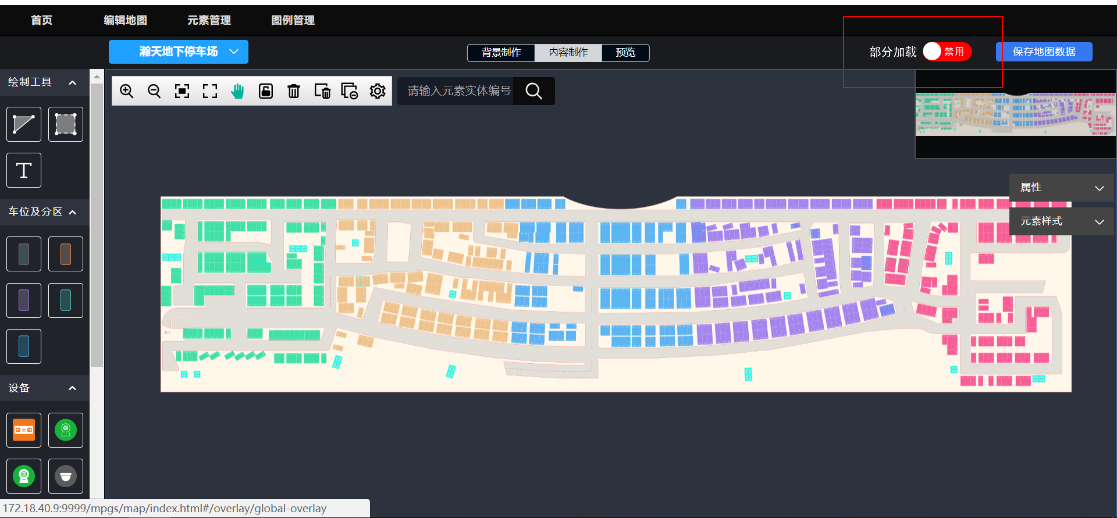 首页 编辑地图 元素管理 图例管理
瀚天地下停车场 背景制作 内容制作 预览 部分加载 禁用 保存地图数据
绘制工具
请输入元素实体编号
T
车位及分区
属性
元素样式
设备
172.18.40.9:9999/mpgs/map/index.html#/overlay/global-overlay